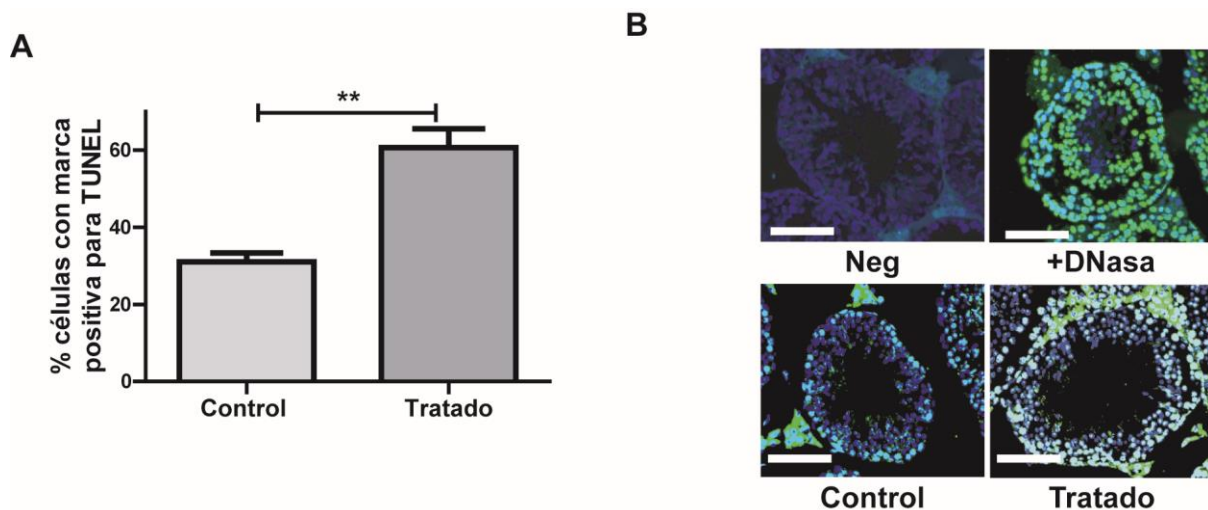 A
B
**
% células con marca
positiva para TUNEL
60
40
20
0
Control
Tratado
Neg
+DNasa
Control
Tratado